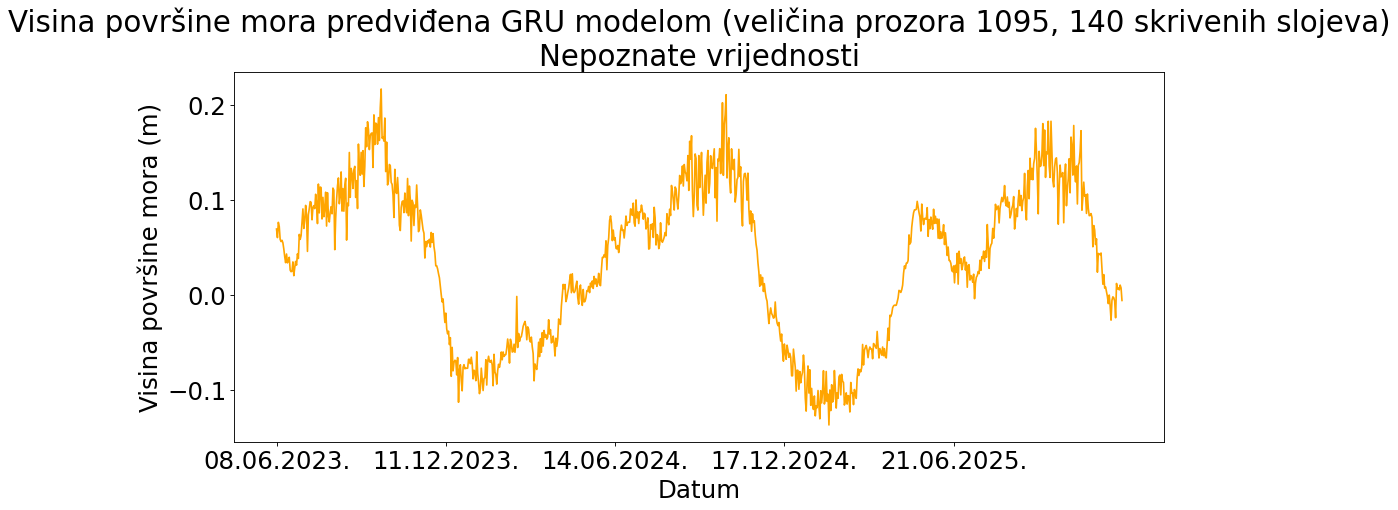 Visina površine mora predviđena GRU modelom (veličina prozora 1095, 140 skrivenih slojeva)
Nepoznate vrijednosti
Visina površine mora (m)
0.2
0.1
0.0
−0.1
08.06.2023. 11.12.2023. 14.06.2024. 17.12.2024. 21.06.2025.
Datum